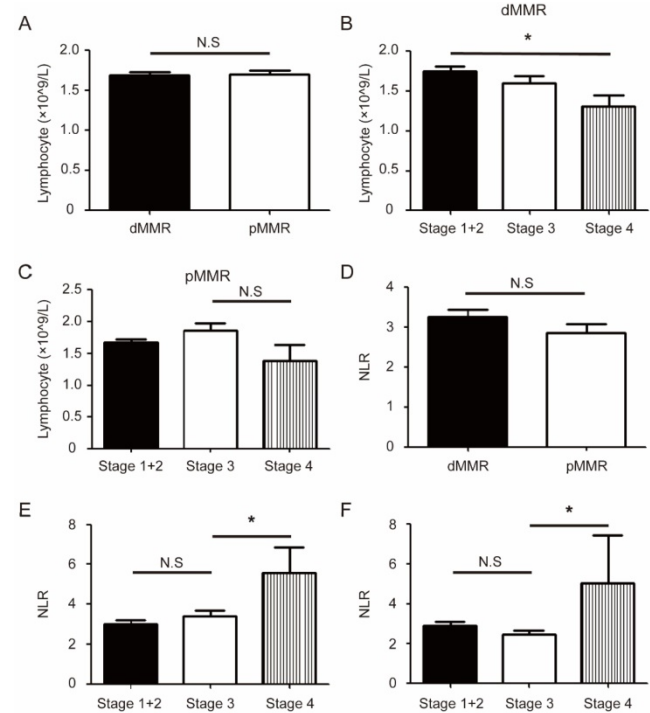 A
N.S
Lymphocyte (×10^9/L)
2.0
1.5
1.0
0.5
0
dMMR
pMMR
B
dMMR
*
Lymphocyte (×10^9/L)
2.0
1.5
1.0
0.5
0
Stage 1+2
Stage 3
Stage 4
C
pMMR
N.S
Lymphocyte (×10^9/L)
2.5
2.0
1.5
1.0
0.5
0
Stage 1+2
Stage 3
Stage 4
D
N.S
NLR
4
3
2
1
0
dMMR
pMMR
E
*
N.S
NLR
8
6
4
2
0
Stage 1+2
Stage 3
Stage 4
F
*
N.S
NLR
8
6
4
2
0
Stage 1+2
Stage 3
Stage 4